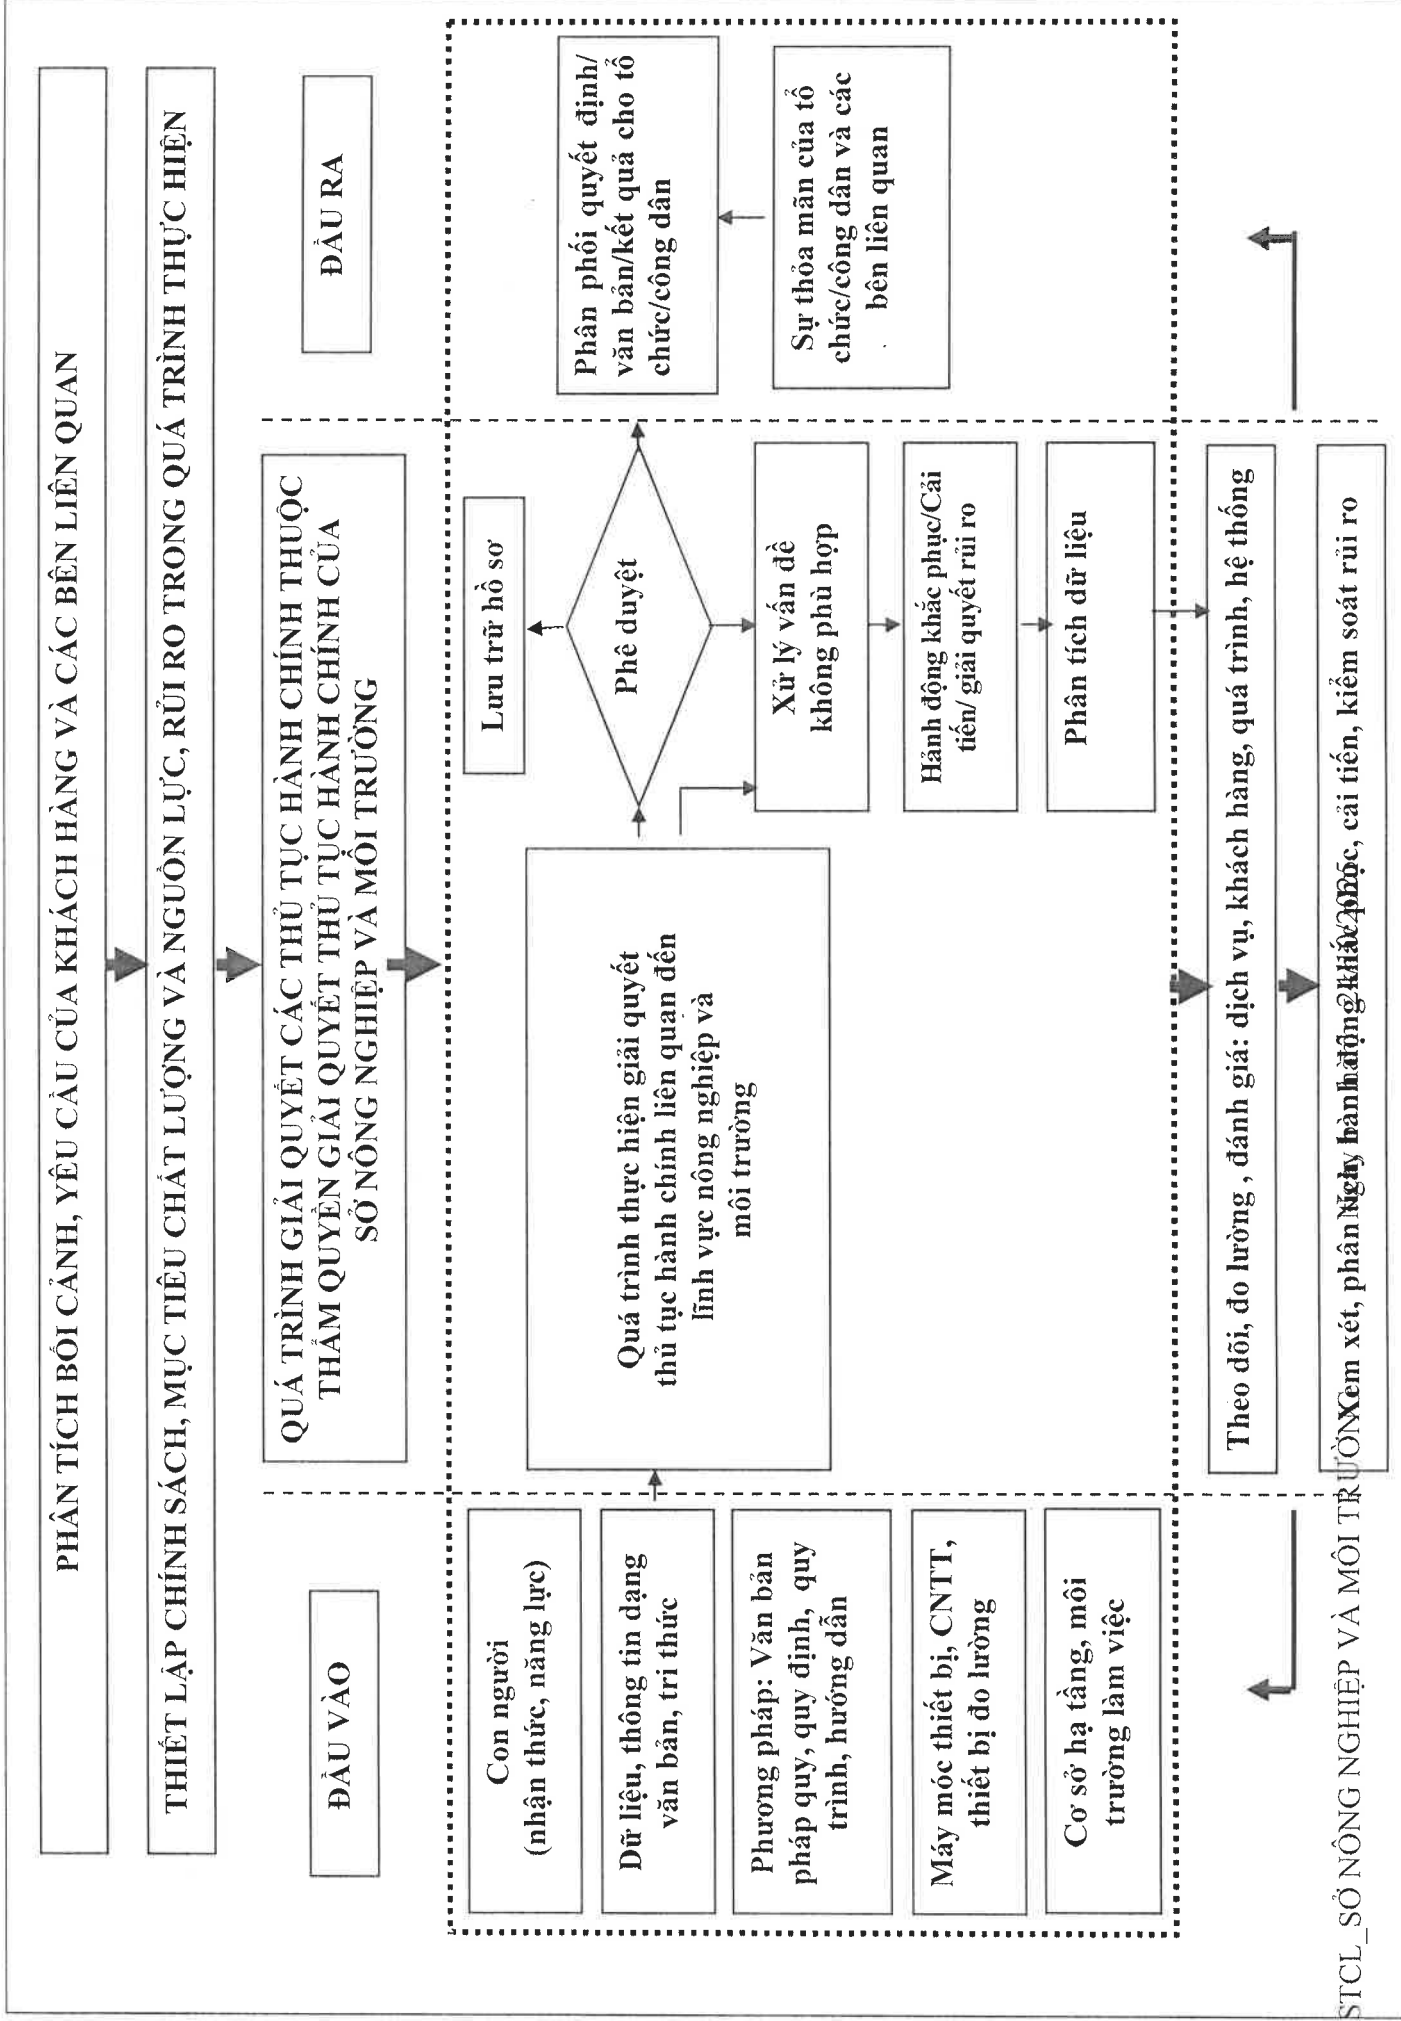 PHÂN TÍCH BỐI CẢNH, YÊU CẦU CỦA KHÁCH HÀNG VÀ CÁC BÊN LIÊN QUAN
THIẾT LẬP CHÍNH SÁCH, MỤC TIÊU CHẤT LƯỢNG VÀ NGUỒN LỰC, RỦI RO TRONG QUÁ TRÌNH THỰC HIỆN
ĐẦU VÀO
QUÁ TRÌNH GIẢI QUYẾT CÁC THỦ TỤC HÀNH CHÍNH THUỘC
THẨM QUYỀN GIẢI QUYẾT THỦ TỤC HÀNH CHÍNH CỦA
SỞ NÔNG NGHIỆP VÀ MÔI TRƯỜNG
ĐẦU RA
Con người
(nhận thức, năng lực)
Dữ liệu, thông tin dạng
văn bản, tri thức
Phương pháp: Văn bản
pháp quy, quy định, quy
trình, hướng dẫn
Máy móc thiết bị, CNTT,
thiết bị đo lường
Cơ sở hạ tầng, môi
trường làm việc
Quá trình thực hiện giải quyết
thủ tục hành chính liên quan đến
lĩnh vực nông nghiệp và
môi trường
Lưu trữ hồ sơ
Phê duyệt
Xử lý vấn đề
không phù hợp
Hành động khắc phục/Cải
tiến/ giải quyết rủi ro
Phân tích dữ liệu
Phân phối quyết định/
văn bản/kết quả cho tổ
chức/công dân
Sự thỏa mãn của tổ
chức/công dân và các
bên liên quan
Theo dõi, đo lường , đánh giá: dịch vụ, khách hàng, quá trình, hệ thống
Xem xét, phân tích, hành động khắc phục, cải tiến, kiểm soát rủi ro
STCL_SỞ NÔNG NGHIỆP VÀ MÔI TRƯỜNG
Ngày ban hành: